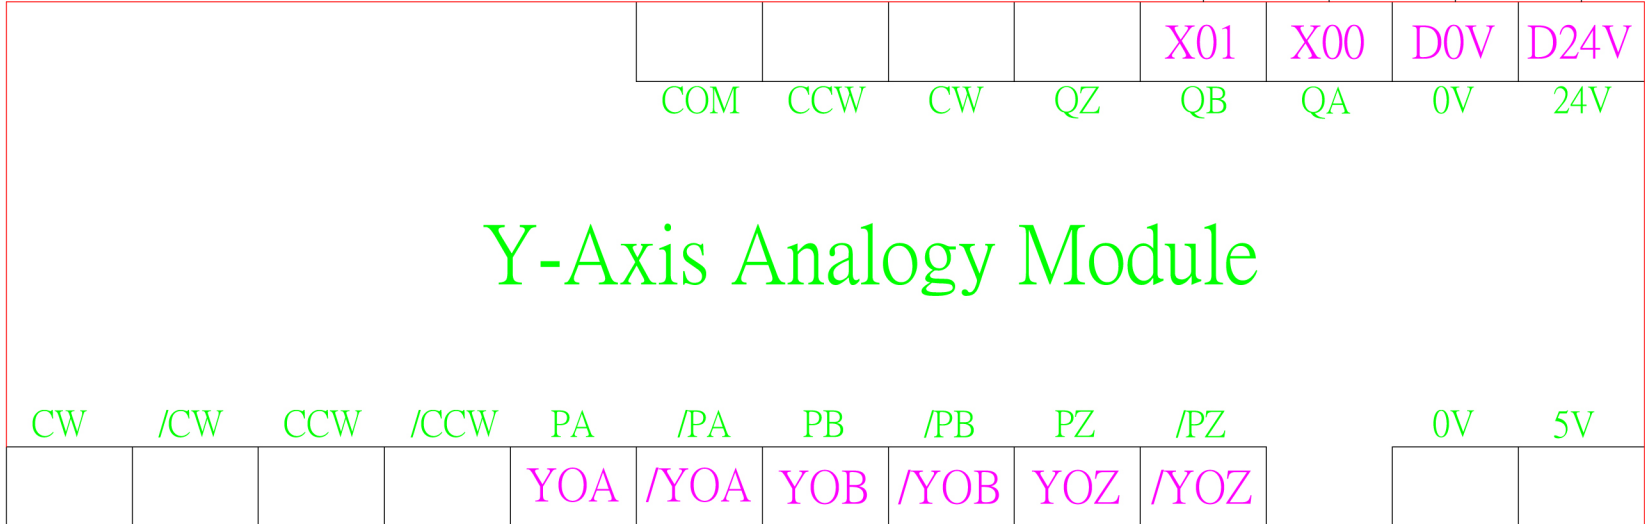 X01 X00 D0V D24V
COM CCW CW QZ QB QA 0V 24V
Y-Axis Analogy Module
CW /CW CCW /CCW PA /PA PB /PB PZ /PZ 0V 5V
YOA /YOA YOB /YOB YOZ /YOZ